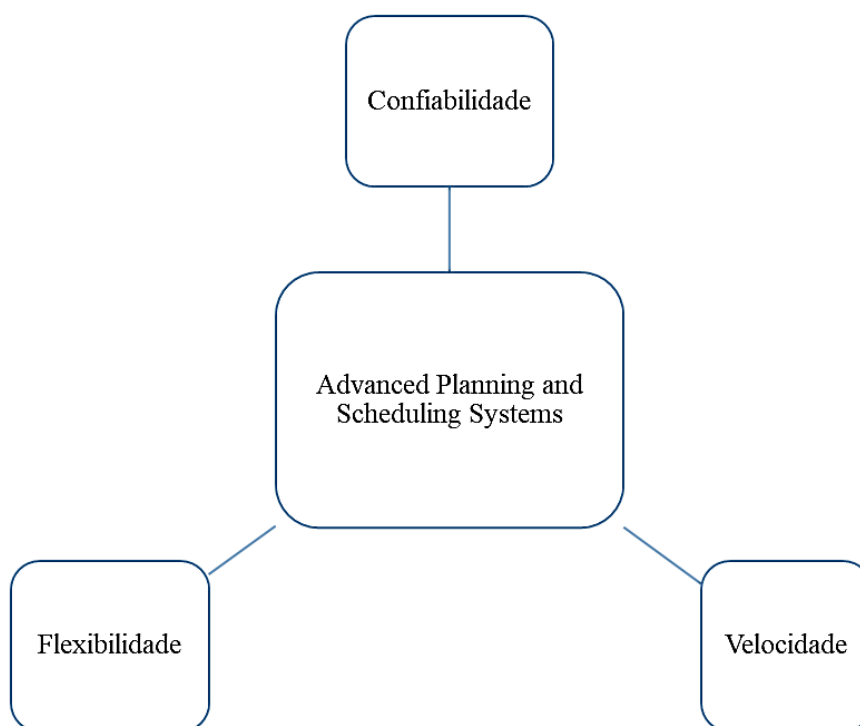 Confiabilidade
Advanced Planning and
Scheduling Systems
Flexibilidade
Velocidade